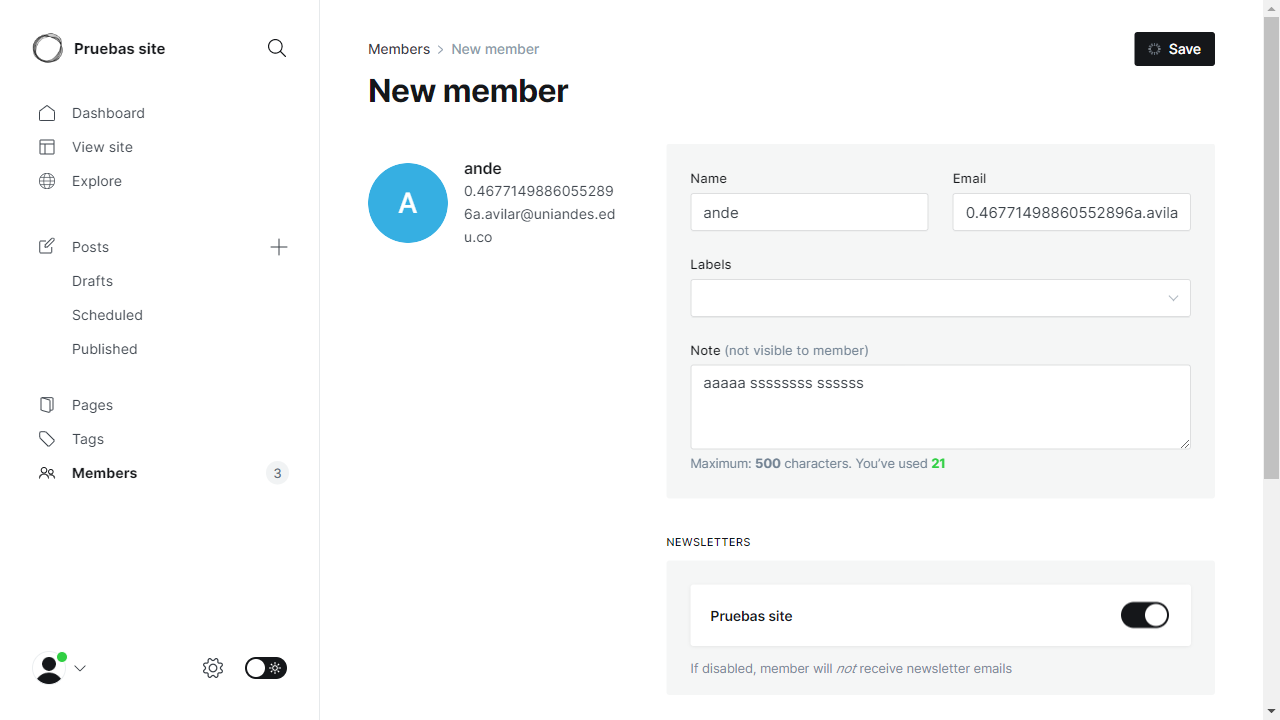 Pruebas site
Dashboard
View site
Explore
Posts
Drafts
Scheduled
Published
Pages
Tags
Members 3
Members > New member
Save
New member
A
ande
0.4677149886055289
6a.avilar@uniandes.ed
u.co
Name
ande
Email
0.46771498860552896a.avila
Labels
Note (not visible to member)
aaaaa ssssssss ssssss
Maximum: 500 characters. You've used 21
NEWSLETTERS
Pruebas site
If disabled, member will not receive newsletter emails